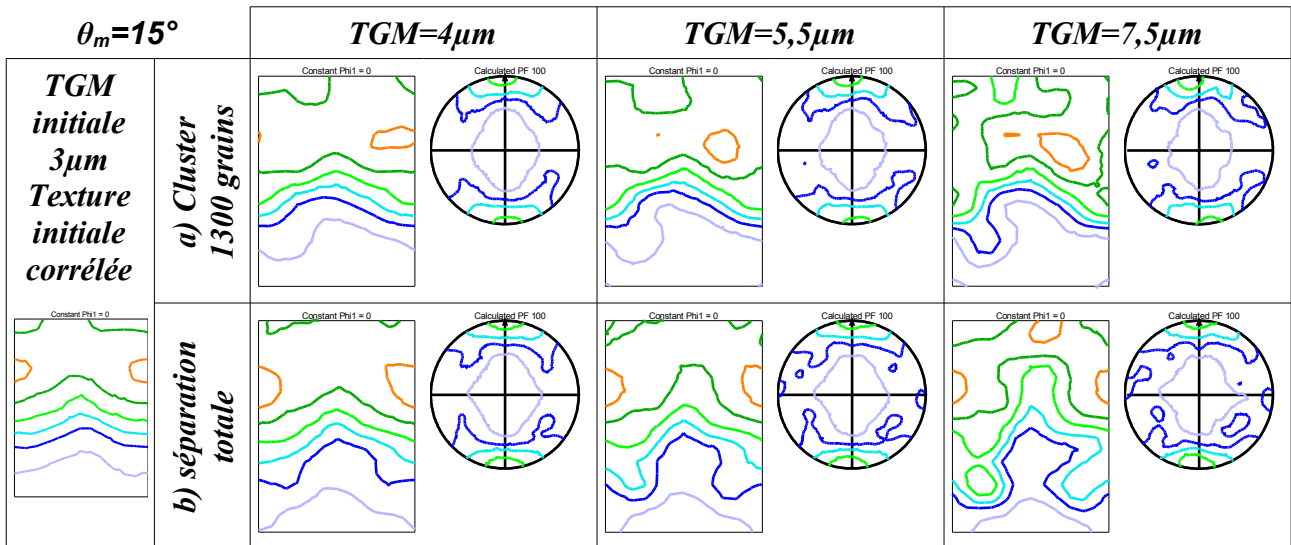 θm=15°
TGM=4µm
TGM=5,5µm
TGM=7,5µm
TGM
initiale
3µm
Texture
initiale
corrélée
Constant Phi1 = 0
a) Cluster
1300 grains
Constant Phi1 = 0
Calculated PF 100
Constant Phi1 = 0
Calculated PF 100
Constant Phi1 = 0
Calculated PF 100
b) séparation
totale
Constant Phi1 = 0
Calculated PF 100
Constant Phi1 = 0
Calculated PF 100
Constant Phi1 = 0
Calculated PF 100